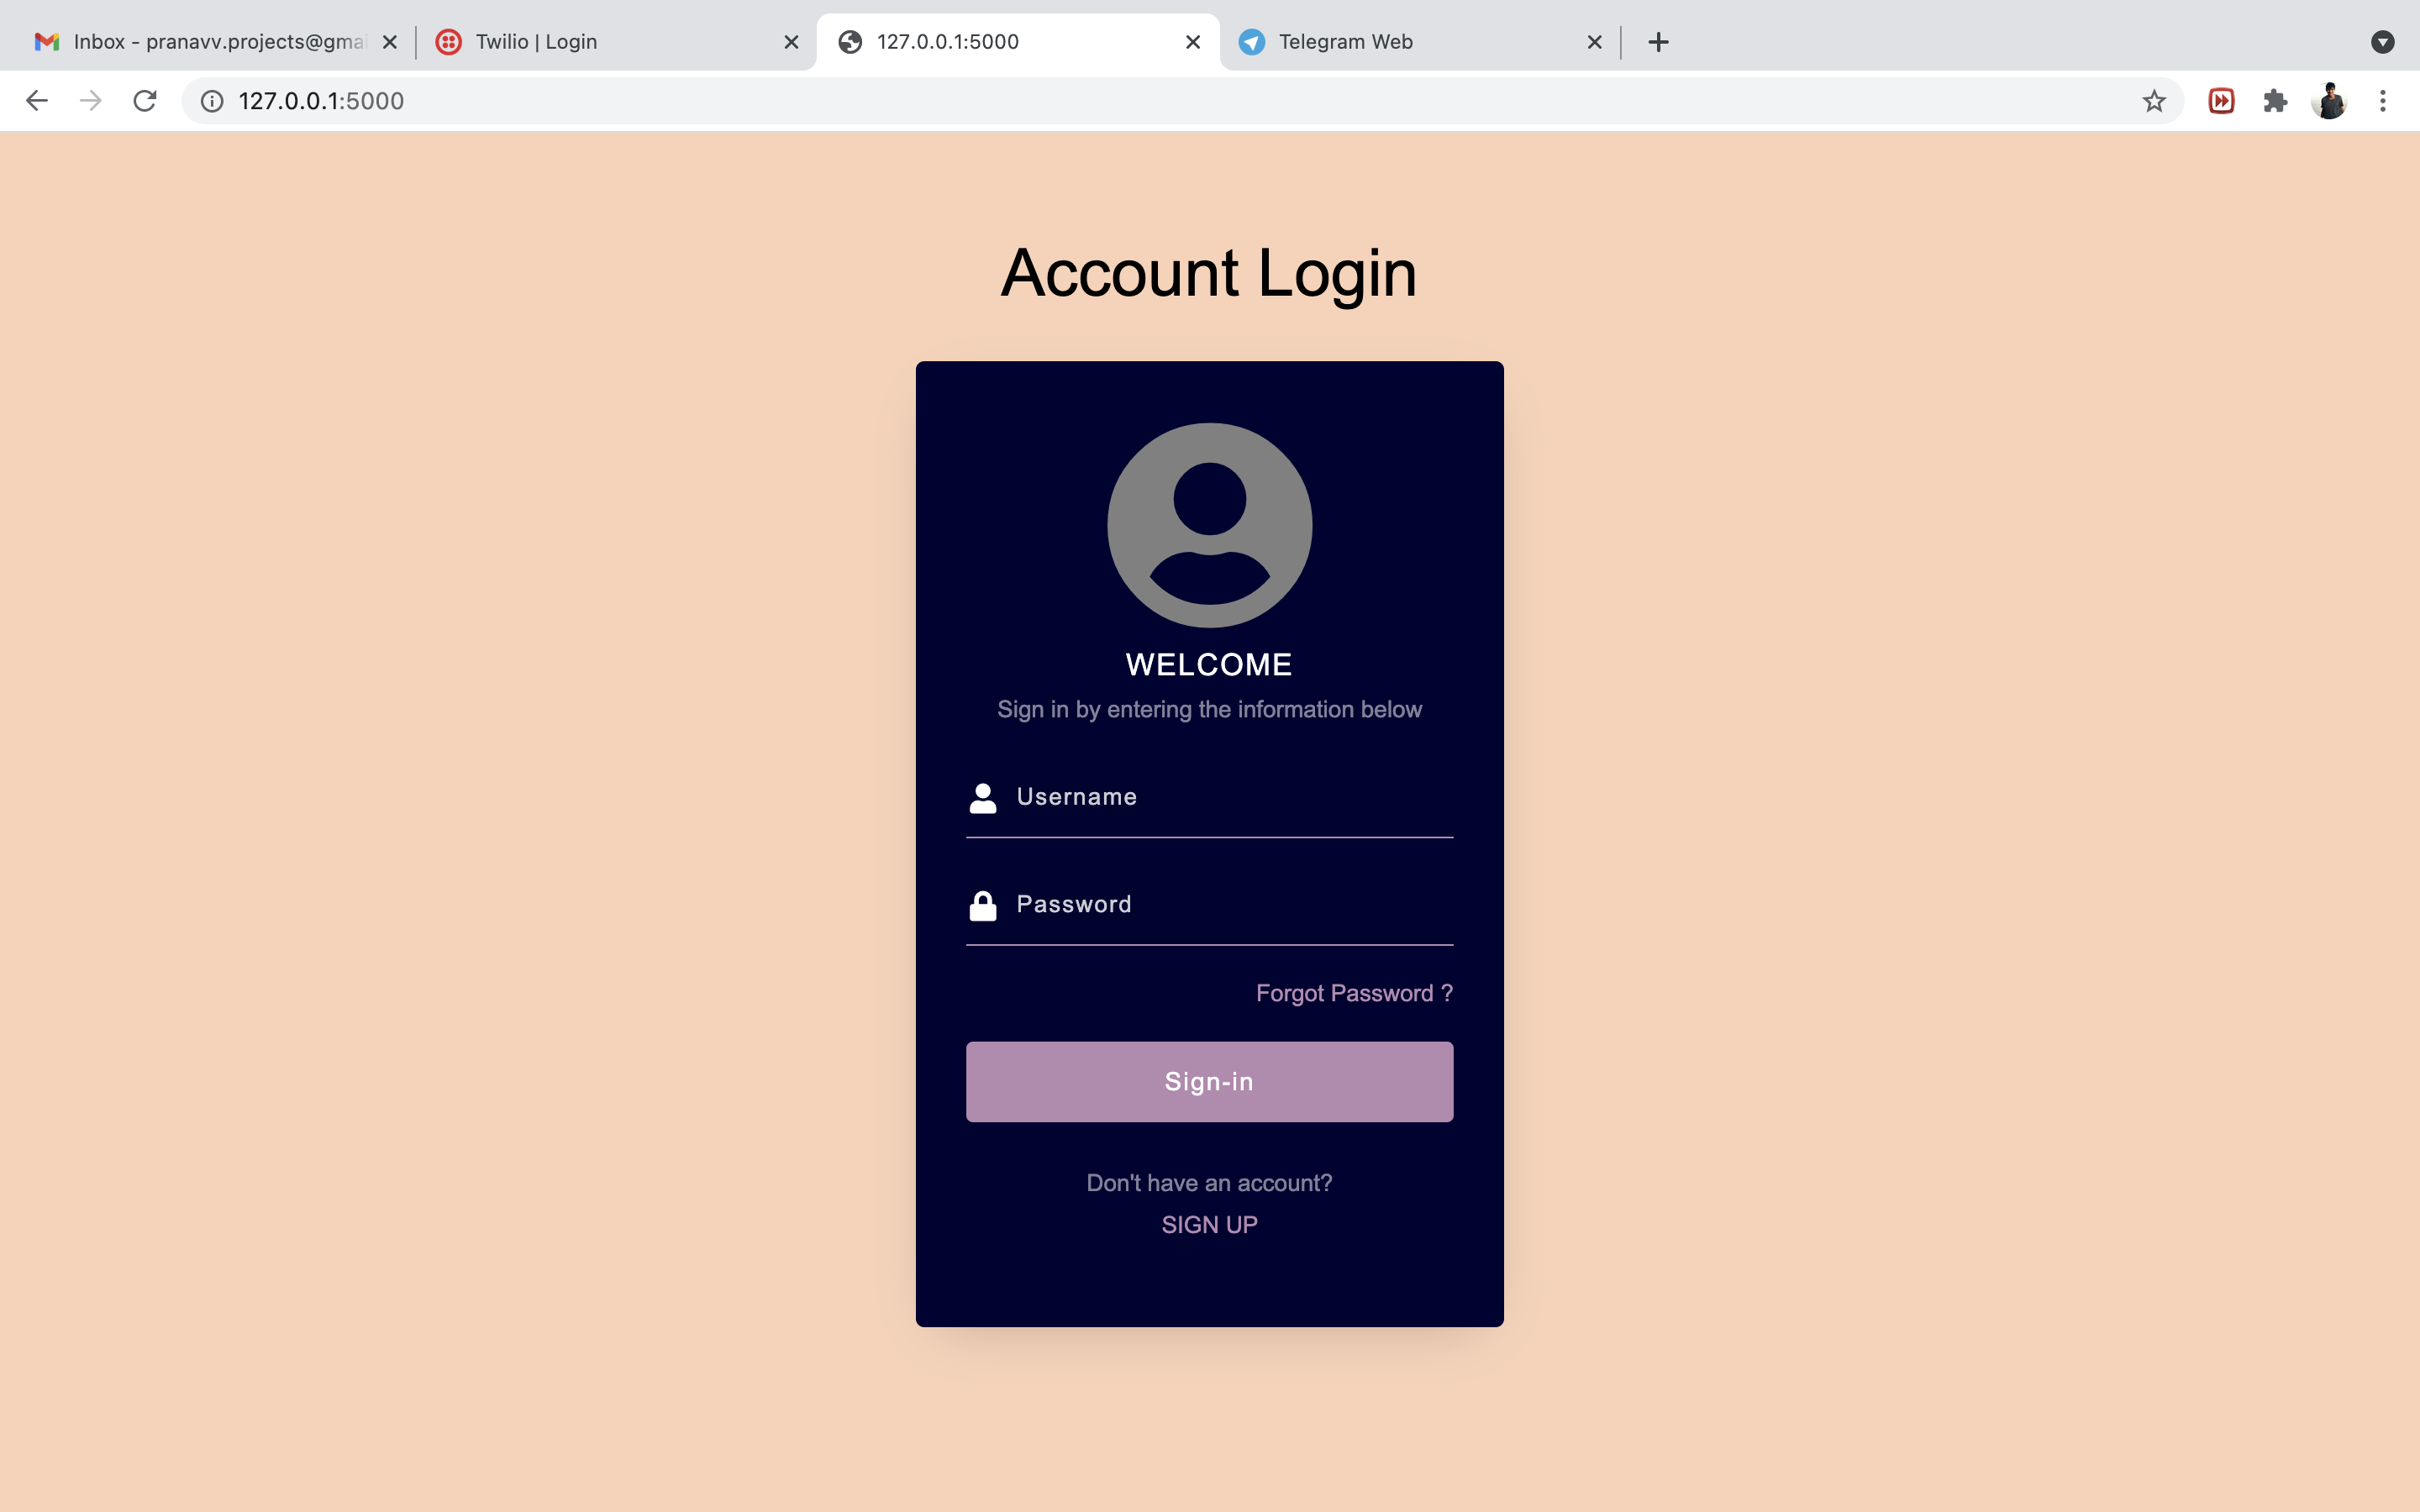 Inbox - pranavv.projects@gmai
Twilio | Login
127.0.0.1:5000
Telegram Web
127.0.0.1:5000
Account Login
WELCOME
Sign in by entering the information below
Username
Password
Forgot Password ?
Sign-in
Don't have an account?
SIGN UP